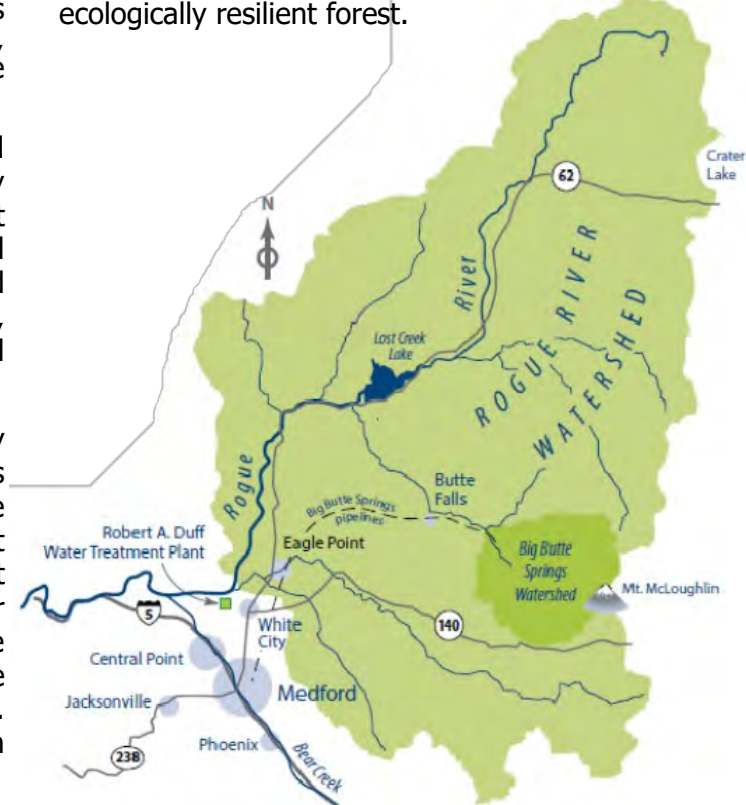 ecologically resilient forest.
Crater
Lake
62
N
River
ROGUE RIVER
WATERSHED
Lost Creek
Lake
Rogue
Butte
Falls
Big Butte Springs
pipelines
Robert A. Duff
Water Treatment Plant
Eagle Point
Big Butte
Springs
Watershed
Mt. McLoughlin
5
White
City
140
Central Point
Medford
Jacksonville
Phoenix
Bear Creek
238